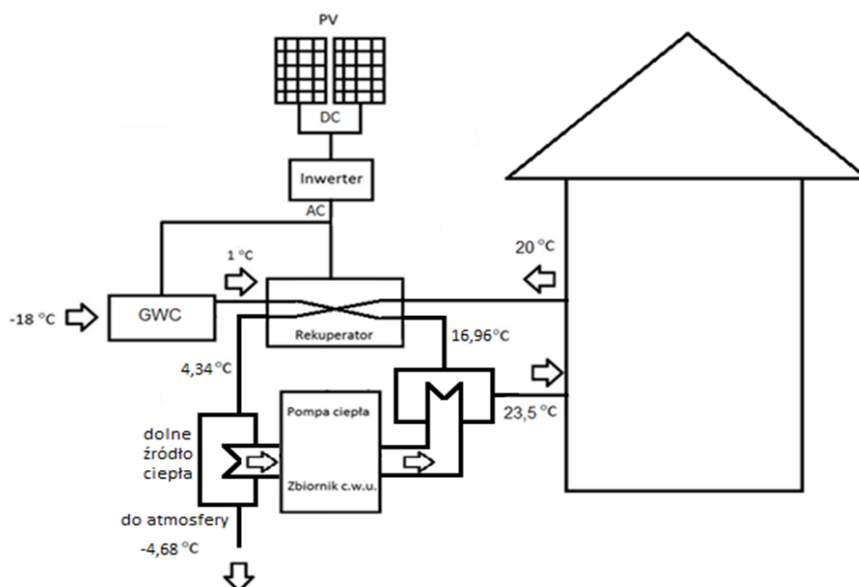 PV
DC
Inwerter
AC
1 °C
20 °C
-18 °C
GWC
Rekuperator
16,96°C
4,34 °C
Pompa ciepła
23,5 °C
dolne
źródło
ciepła
Zbiornik c.w.u.
do atmosfery
-4,68 °C